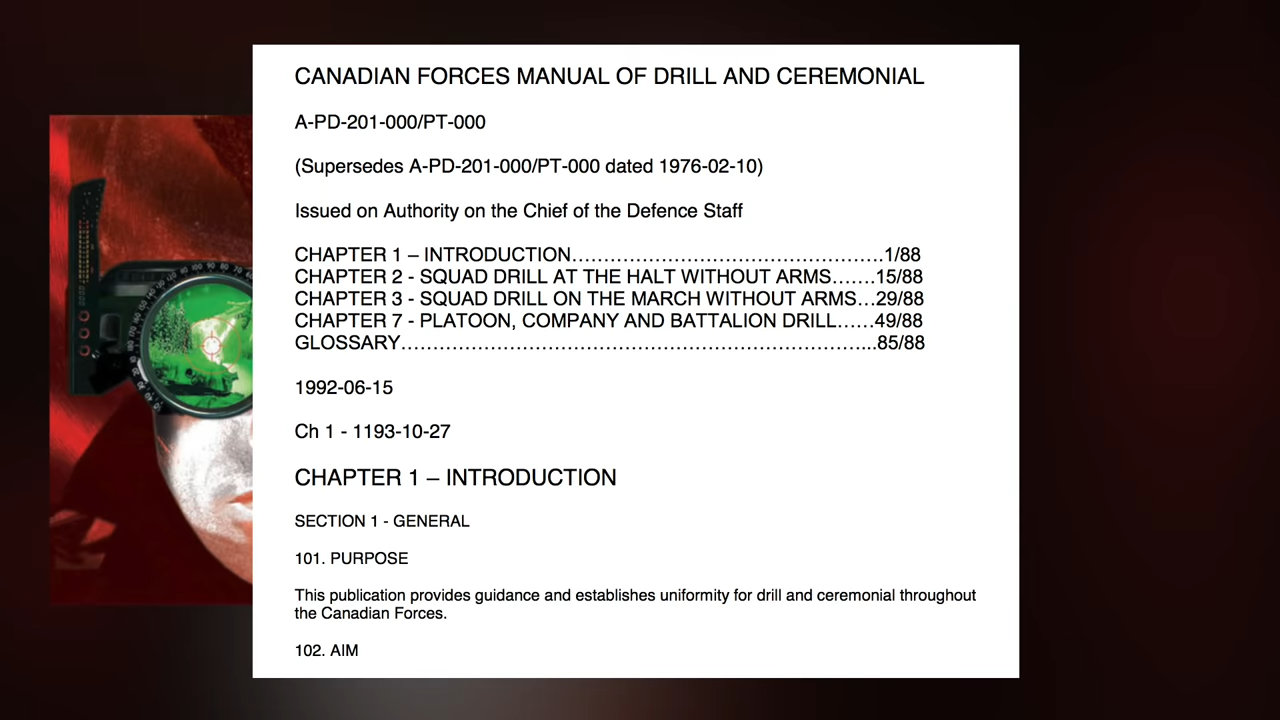 CANADIAN FORCES MANUAL OF DRILL AND CEREMONIAL
A-PD-201-000/PT-000
(Supersedes A-PD-201-000/PT-000 dated 1976-02-10)
Issued on Authority on the Chief of the Defence Staff
CHAPTER 1 – INTRODUCTION……………………………………….…1/88
CHAPTER 2 - SQUAD DRILL AT THE HALT WITHOUT ARMS…….15/88
CHAPTER 3 - SQUAD DRILL ON THE MARCH WITHOUT ARMS…29/88
CHAPTER 7 - PLATOON, COMPANY AND BATTALION DRILL……49/88
GLOSSARY………………………………………………………………...85/88
1992-06-15
Ch 1 - 1193-10-27
CHAPTER 1 – INTRODUCTION
SECTION 1 - GENERAL
101. PURPOSE
This publication provides guidance and establishes uniformity for drill and ceremonial throughout
the Canadian Forces.
102. AIM